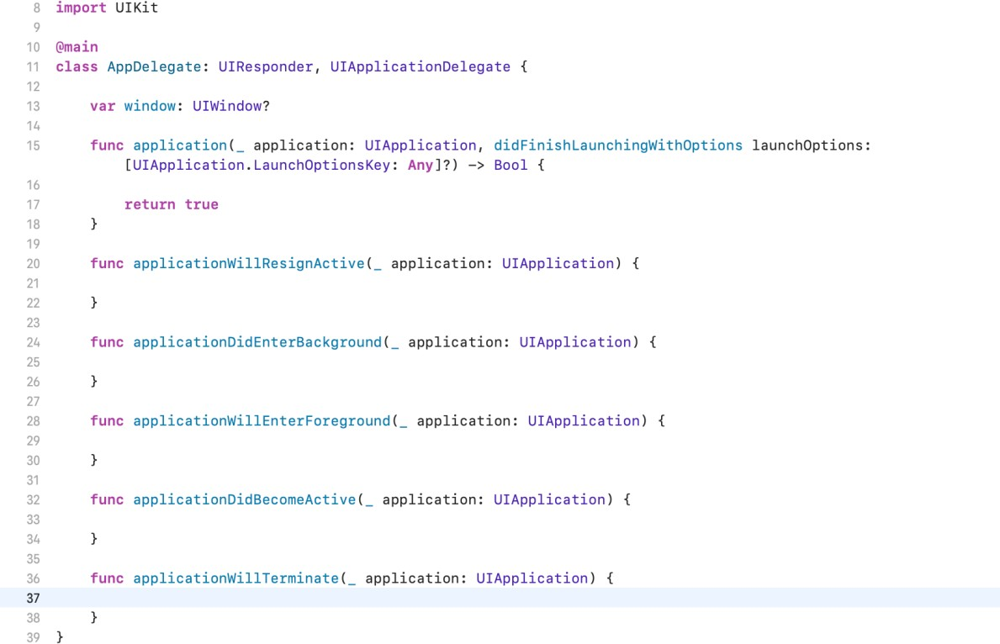 8 import UIKit
9
10 @main
11 class AppDelegate: UIResponder, UIApplicationDelegate {
12
13     var window: UIWindow?
14
15     func application(_ application: UIApplication, didFinishLaunchingWithOptions launchOptions:
        [UIApplication.LaunchOptionsKey: Any]?) -> Bool {
16
17         return true
18     }
19
20     func applicationWillResignActive(_ application: UIApplication) {
21
22     }
23
24     func applicationDidEnterBackground(_ application: UIApplication) {
25
26     }
27
28     func applicationWillEnterForeground(_ application: UIApplication) {
29
30     }
31
32     func applicationDidBecomeActive(_ application: UIApplication) {
33
34     }
35
36     func applicationWillTerminate(_ application: UIApplication) {
37
38     }
39 }